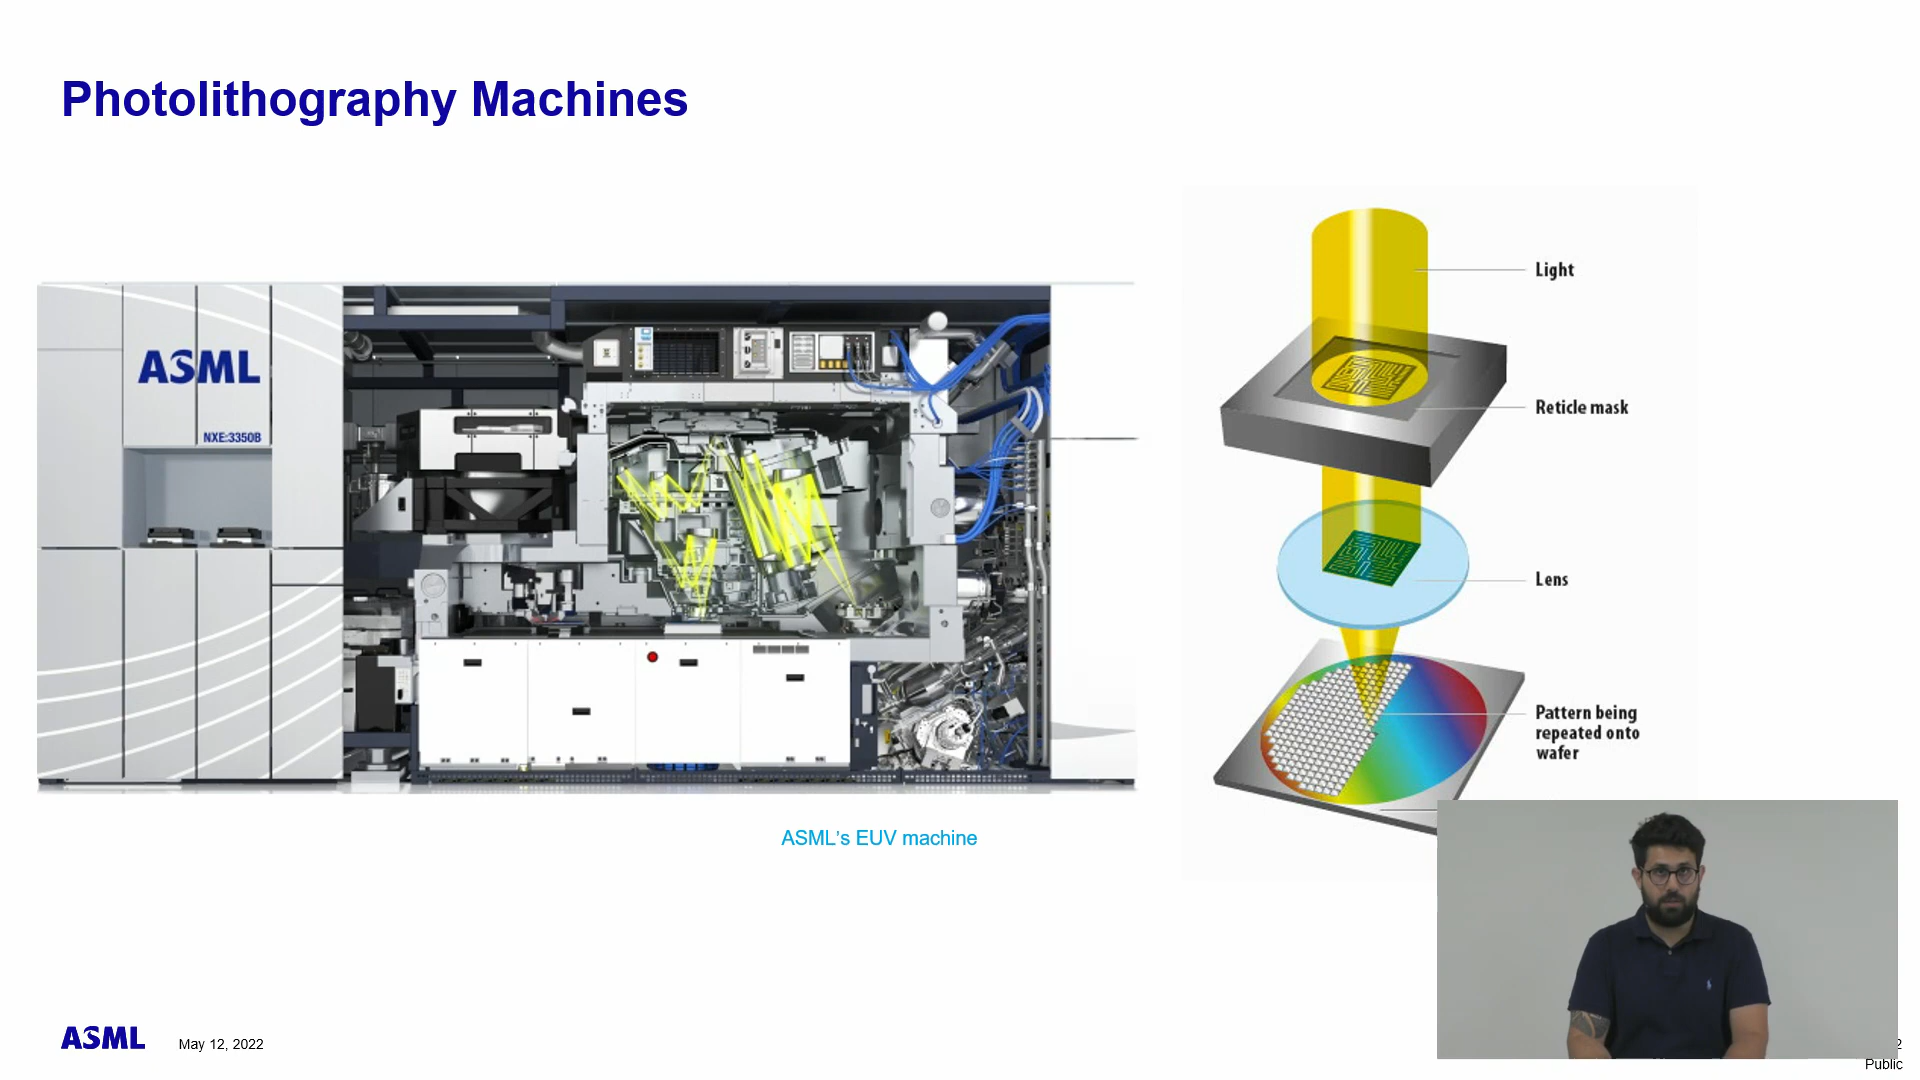 Photolithography Machines
ASML
NXE:3350B
ASML's EUV machine
Light
Reticle mask
Lens
Pattern being
repeated onto
wafer
ASML
May 12, 2022
2
Public